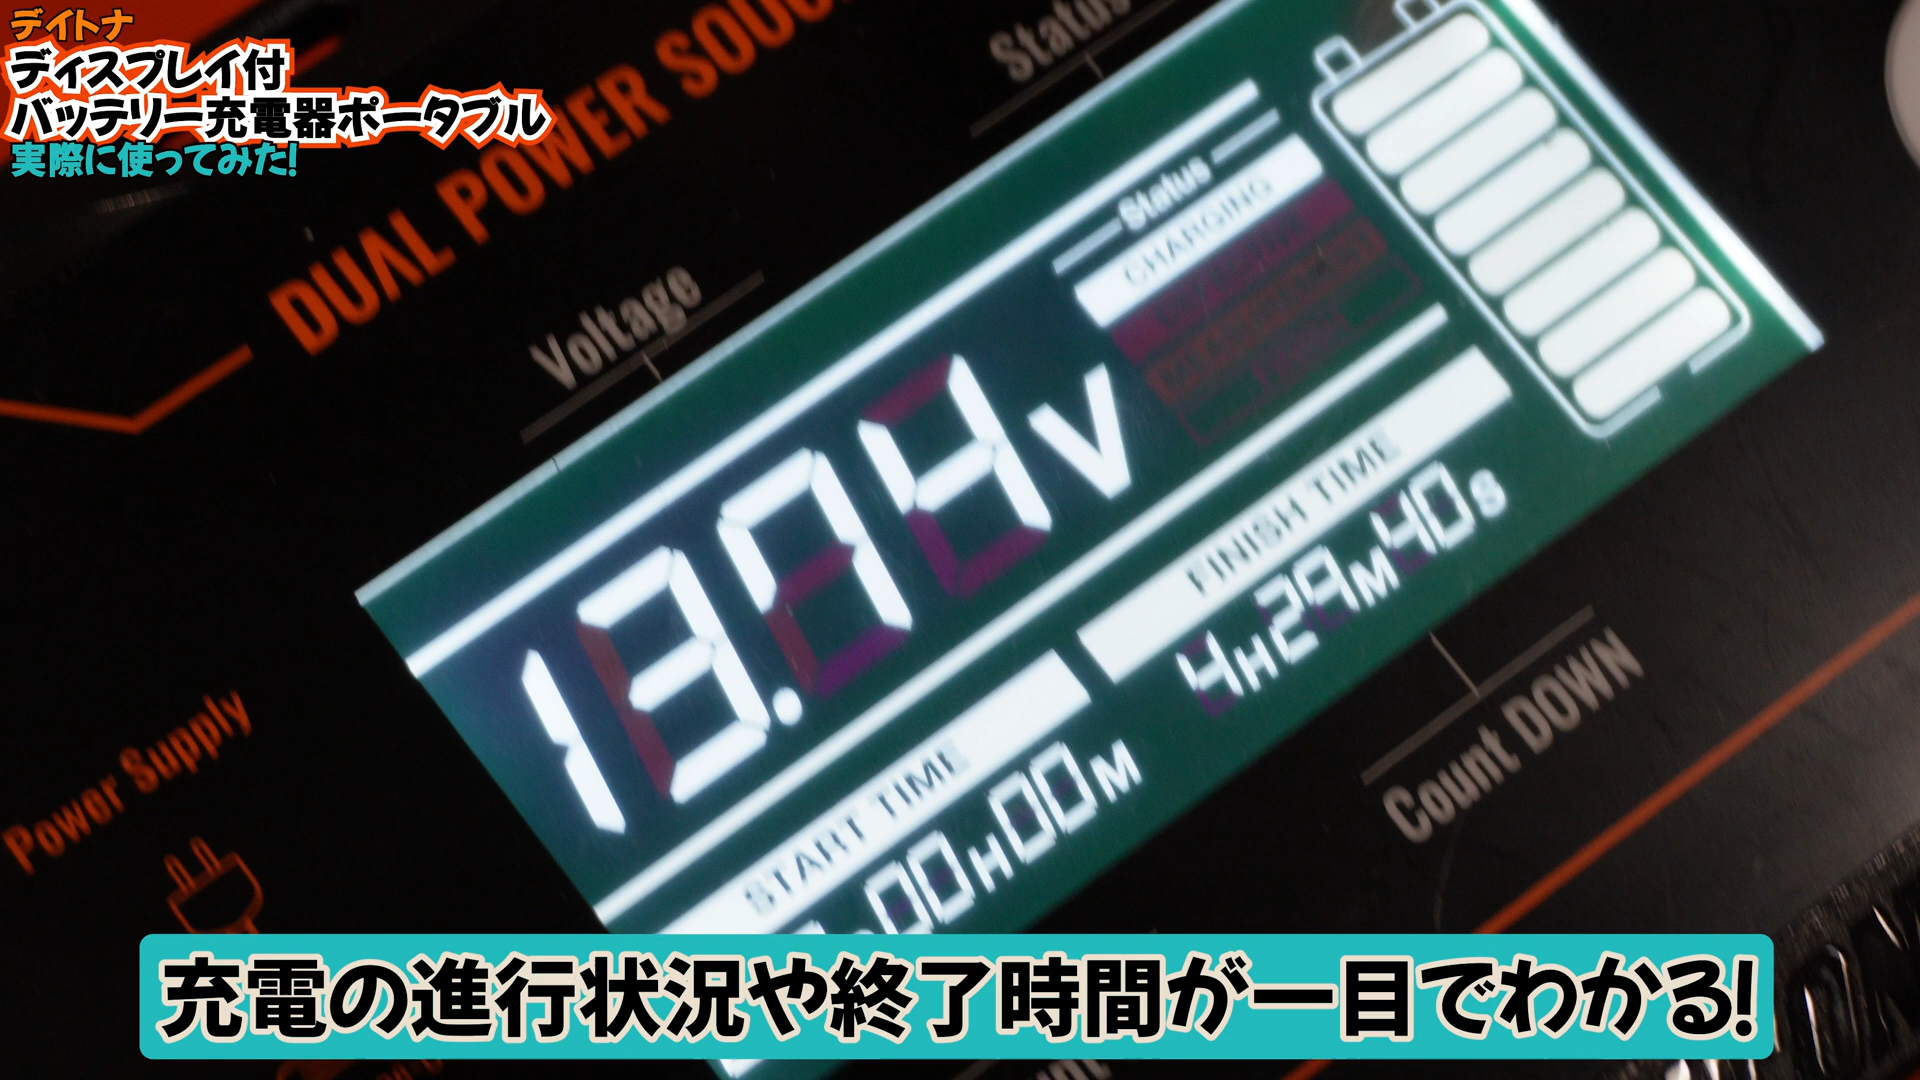 デイトナ
ディスプレイ付
バッテリー充電器ポータブル
実際に使ってみた!
DUAL POWER
Status
Voltage
Status
CHARGING
13.74V
FINISH TIME
4H29M40S
START TIME
00H00M
Count DOWN
Power Supply
充電の進行状況や終了時間が一目でわかる!